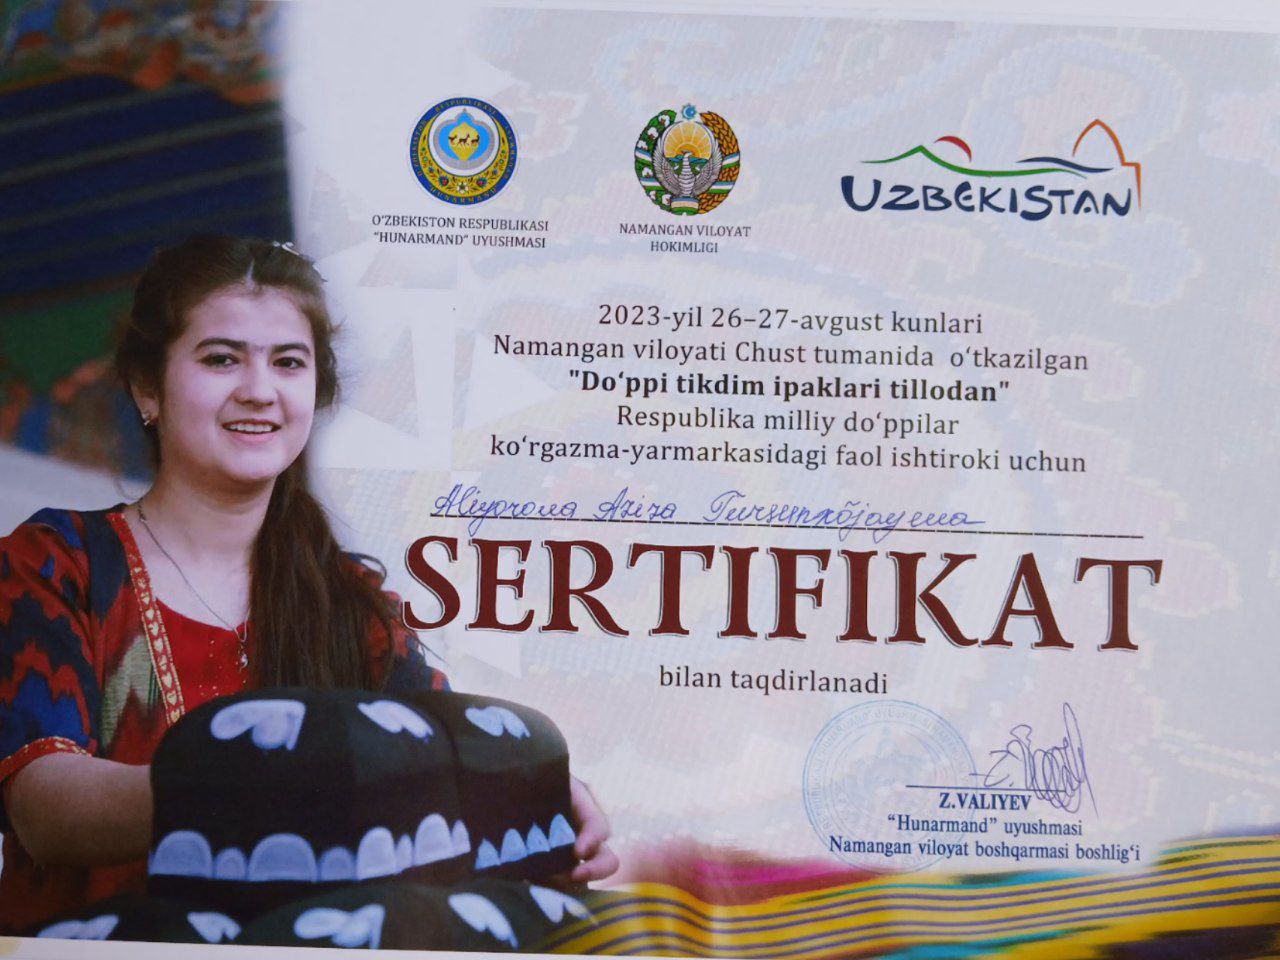 O‘ZBEKISTON RESPUBLIKASI
“HUNARMAND” UYUSHMASI
NAMANGAN VILOYAT
HOKIMLIGI
UZBEKISTAN
2023-yil 26–27-avgust kunlari
Namangan viloyati Chust tumanida o‘tkazilgan
"Do‘ppi tikdim ipaklari tillodan"
Respublika milliy do‘ppilar
ko‘rgazma-yarmarkasidagi faol ishtiroki uchun
Aliyorova Aziza
SERTIFIKAT
bilan taqdirlanadi
Z.VALIYEV
“Hunarmand” uyushmasi
Namangan viloyat boshqarmasi boshlig‘i